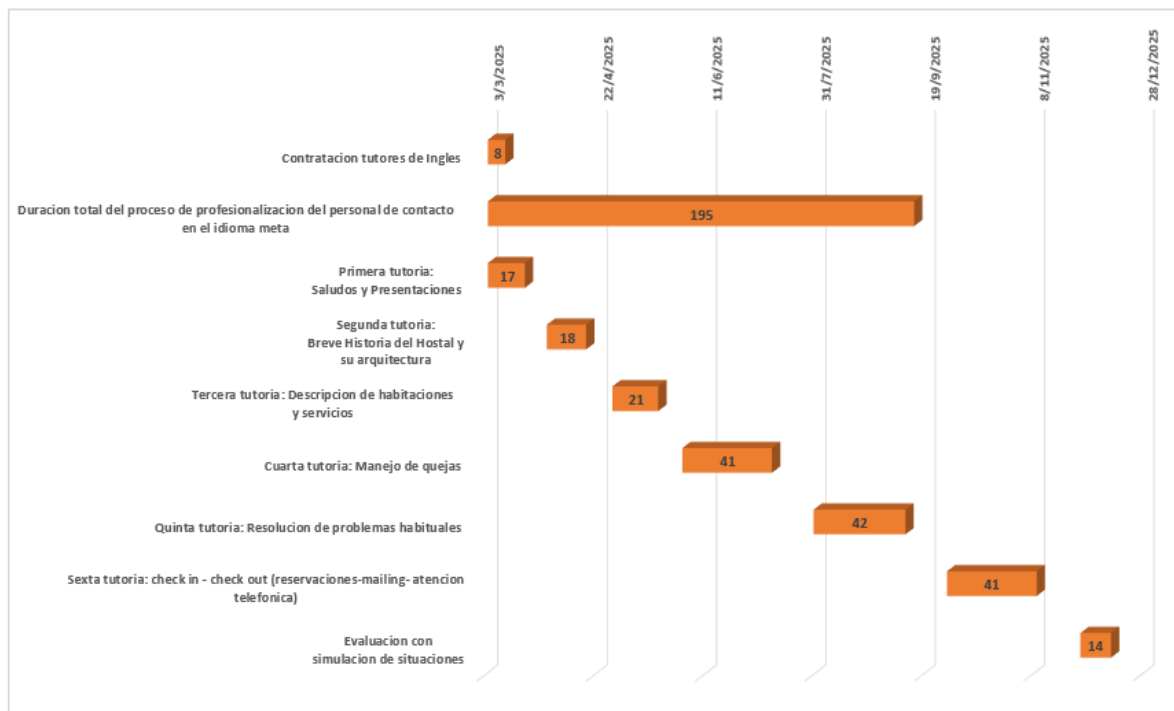 3/3/2025
22/4/2025
11/6/2025
31/7/2025
19/9/2025
8/11/2025
28/12/2025
Contratacion tutores de Ingles
8
Duracion total del proceso de profesionalizacion del personal de contacto
en el idioma meta
195
Primera tutoria:
Saludos y Presentaciones
17
Segunda tutoria:
Breve Historia del Hostal y
su arquitectura
18
Tercera tutoria: Descripcion de habitaciones
y servicios
21
Cuarta tutoria: Manejo de quejas
41
Quinta tutoria: Resolucion de problemas habituales
42
Sexta tutoria: check in - check out (reservaciones-mailing- atencion
telefonica)
41
Evaluacion con
simulacion de situaciones
14